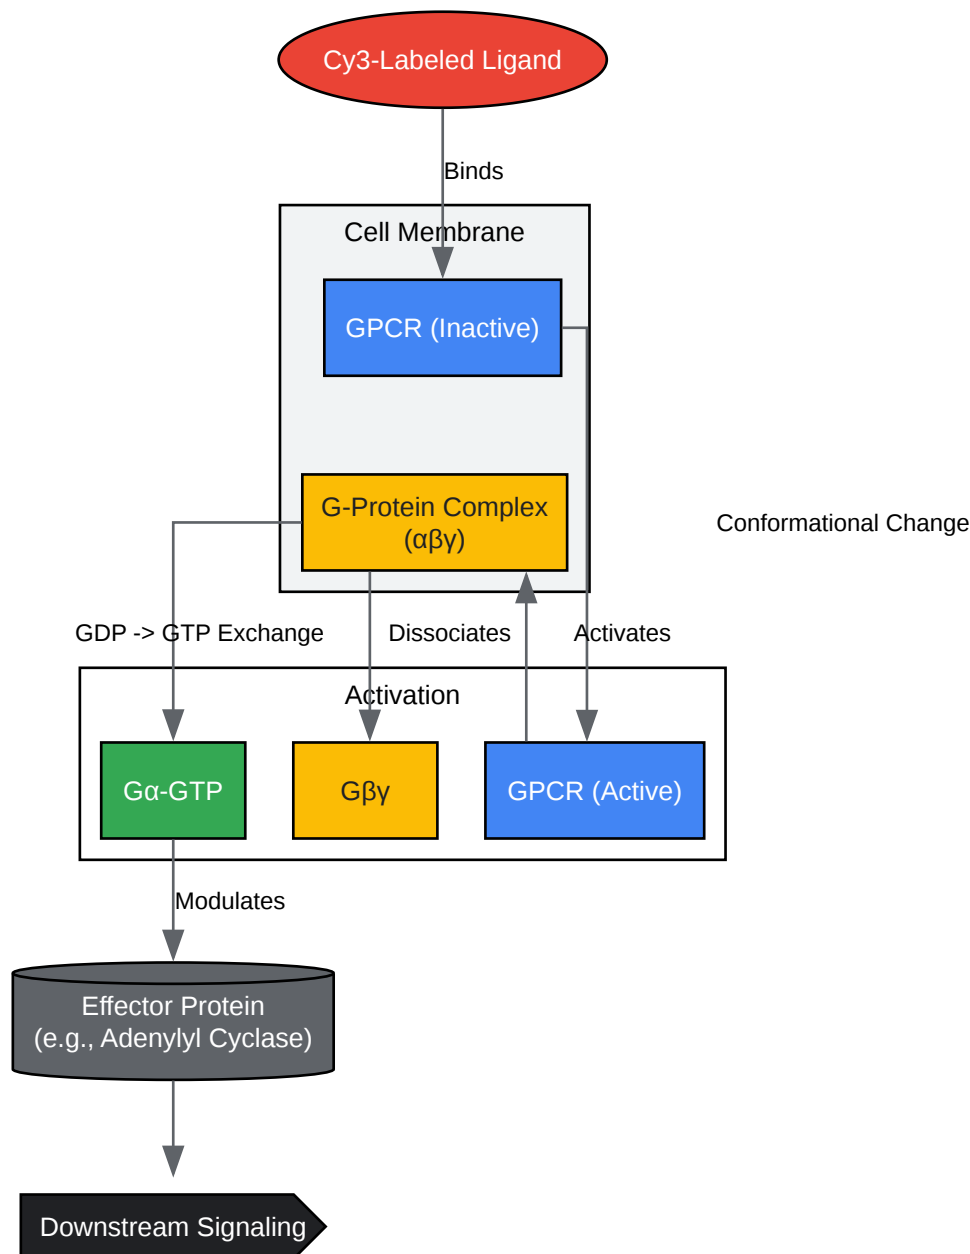 Cy3-Labeled Ligand
Binds
Cell Membrane
GPCR (Inactive)
G-Protein Complex
(αβγ)
Conformational Change
GDP -> GTP Exchange
Dissociates
Activates
Activation
Gα-GTP
Gβγ
GPCR (Active)
Modulates
Effector Protein
(e.g., Adenylyl Cyclase)
Downstream Signaling